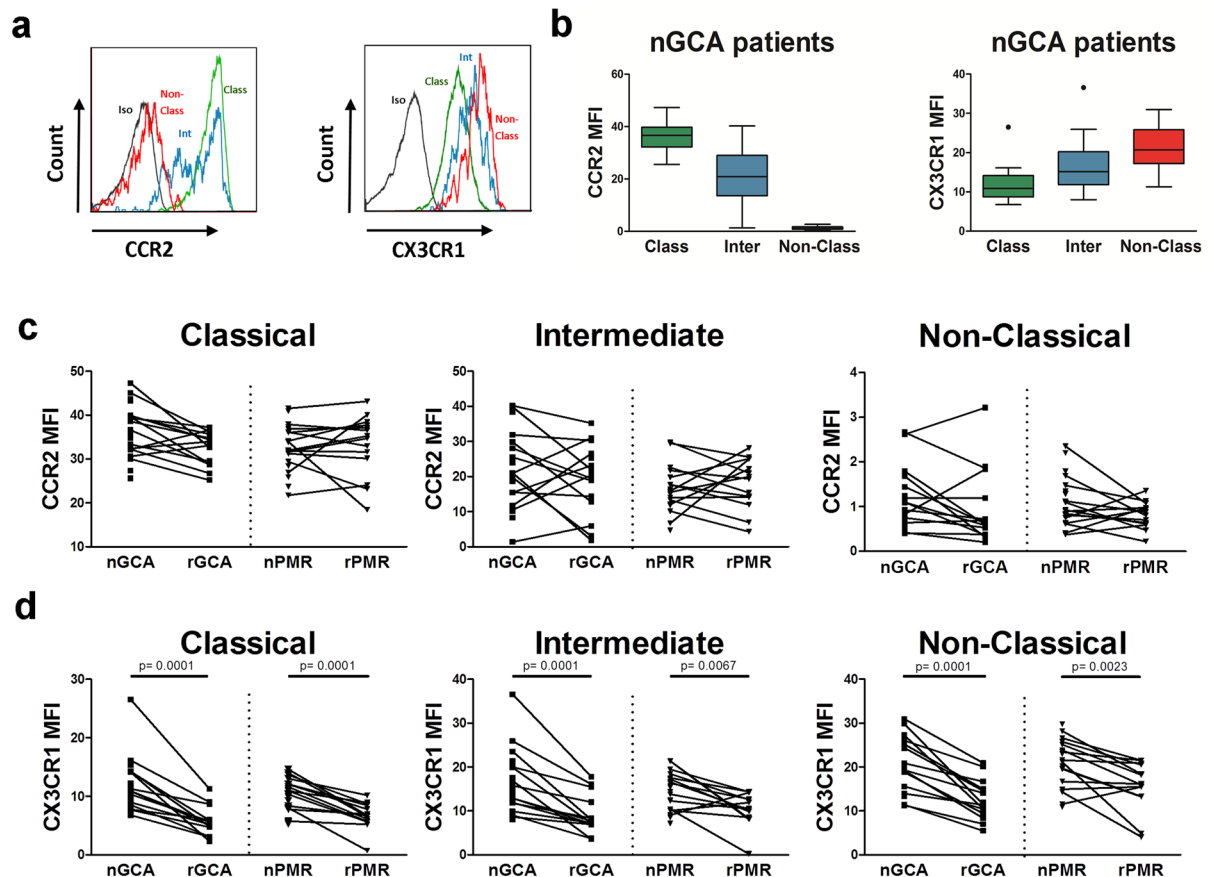 a
Iso
Non-
Class
Int
Class
Count
CCR2
Iso
Class
Int
Non-
Class
Count
CX3CR1
b
nGCA patients
60
40
20
0
CCR2 MFI
Class Inter Non-Class
nGCA patients
40
30
20
10
0
CX3CR1 MFI
Class Inter Non-Class
c
Classical
50
40
30
20
10
CCR2 MFI
nGCA rGCA nPMR rPMR
Intermediate
50
40
30
20
10
0
CCR2 MFI
nGCA rGCA nPMR rPMR
Non-Classical
4
3
2
1
0
CCR2 MFI
nGCA rGCA nPMR rPMR
d
Classical
p= 0.0001 p= 0.0001
30
20
10
0
CX3CR1 MFI
nGCA rGCA nPMR rPMR
Intermediate
p= 0.0001 p= 0.0067
40
30
20
10
0
CX3CR1 MFI
nGCA rGCA nPMR rPMR
Non-Classical
p= 0.0001 p= 0.0023
40
30
20
10
0
CX3CR1 MFI
nGCA rGCA nPMR rPMR